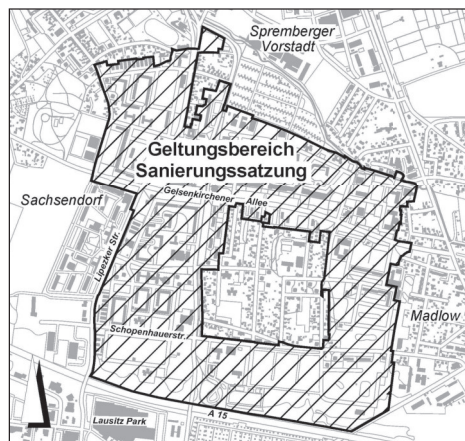 Spremberger
Vorstadt
Geltungsbereich
Sanierungssatzung
Gelsenkirchener Allee
Sachsendorf
Lipezker Str.
Madlow
Schopenhauerstr.
A 15
Lausitz Park